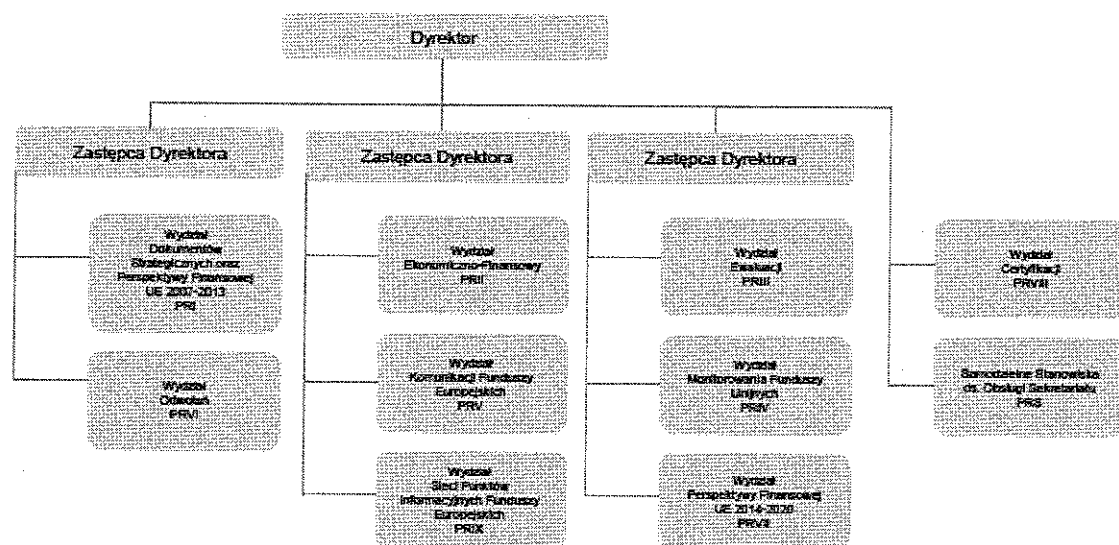 Dyrektor
Zastępca Dyrektora
Zastępca Dyrektora
Zastępca Dyrektora
Wydział
Dokumentów
Strategicznych oraz
Perspektywy Finansowej
UE 2007-2013
PRI
Wydział
Odwołań
PRVI
Wydział
Ekonomiczno-Finansowy
PRII
Wydział
Komunikacji Funduszy
Europejskich
PRV
Wydział
Sieci Punktów
Informacyjnych Funduszy
Europejskich
PRIX
Wydział
Ewaluacji
PRIII
Wydział
Monitorowania Funduszy
Unijnych
PRIV
Wydział
Perspektywy Finansowej
UE 2014-2020
PRVII
Wydział
Certyfikacji
PRVIII
Samodzielne Stanowiska
ds. Obsługi Sekretariatu
PRS